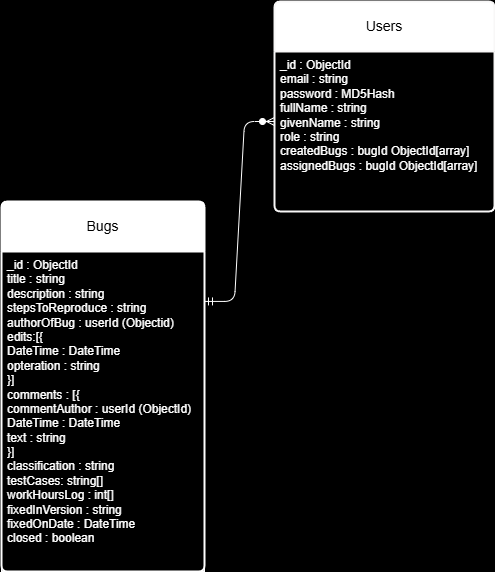 Users
_id : ObjectId
email : string
password : MD5Hash
fullName : string
givenName : string
role : string
createdBugs : bugId ObjectId[array]
assignedBugs : bugId ObjectId[array]
Bugs
_id : ObjectId
title : string
description : string
stepsToReproduce : string
authorOfBug : userId (Objectid)
edits:[{
DateTime : DateTime
opteration : string
}]
comments : [{
commentAuthor : userId (ObjectId)
DateTime : DateTime
text : string
}]
classification : string
testCases: string[]
workHoursLog : int[]
fixedInVersion : string
fixedOnDate : DateTime
closed : boolean